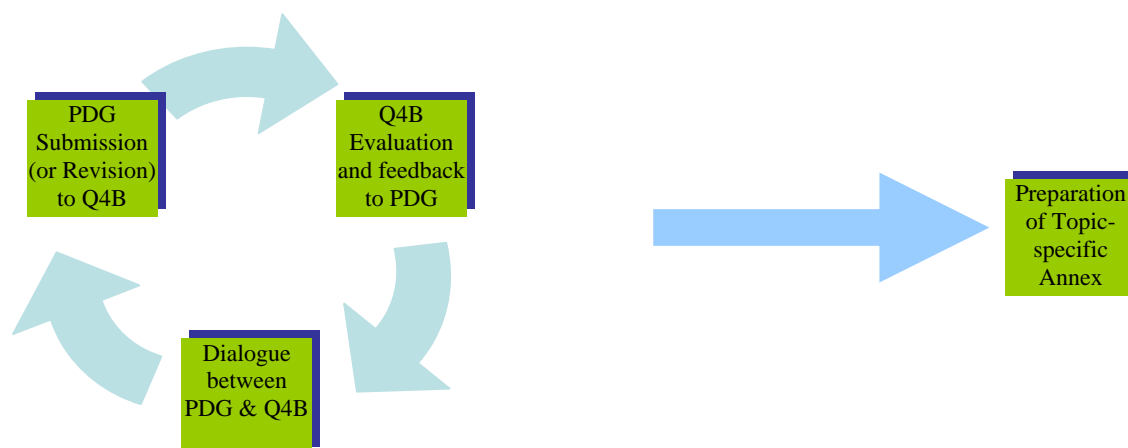 PDG
Submission
(or Revision)
to Q4B
Q4B
Evaluation
and feedback
to PDG
Dialogue
between
PDG & Q4B
Preparation
of Topic-
specific
Annex